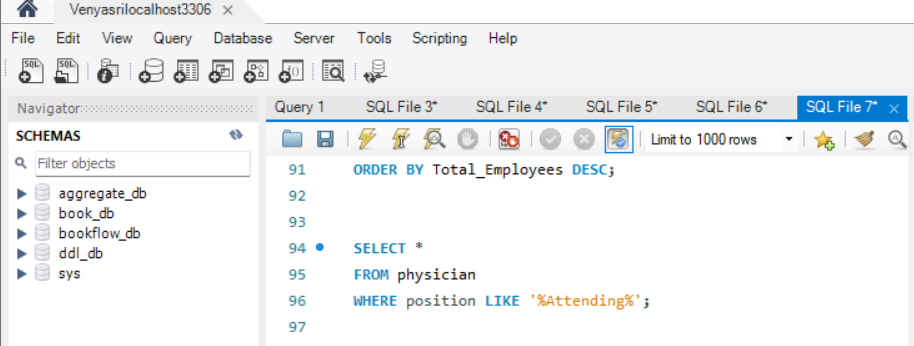 Venyasrilocalhost3306 ×
File Edit View Query Database Server Tools Scripting Help
SQL SQL
Navigator
Query 1 SQL File 3* SQL File 4* SQL File 5* SQL File 6* SQL File 7* ×
SCHEMAS
Limit to 1000 rows
Filter objects
aggregate_db
book_db
bookflow_db
ddl_db
sys
91 ORDER BY Total_Employees DESC;
92
93
94 SELECT *
95 FROM physician
96 WHERE position LIKE '%Attending%';
97